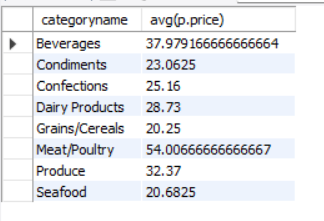 categoryname avg(p.price)
Beverages 37.979166666666664
Condiments 23.0625
Confections 25.16
Dairy Products 28.73
Grains/Cereals 20.25
Meat/Poultry 54.00666666666667
Produce 32.37
Seafood 20.6825